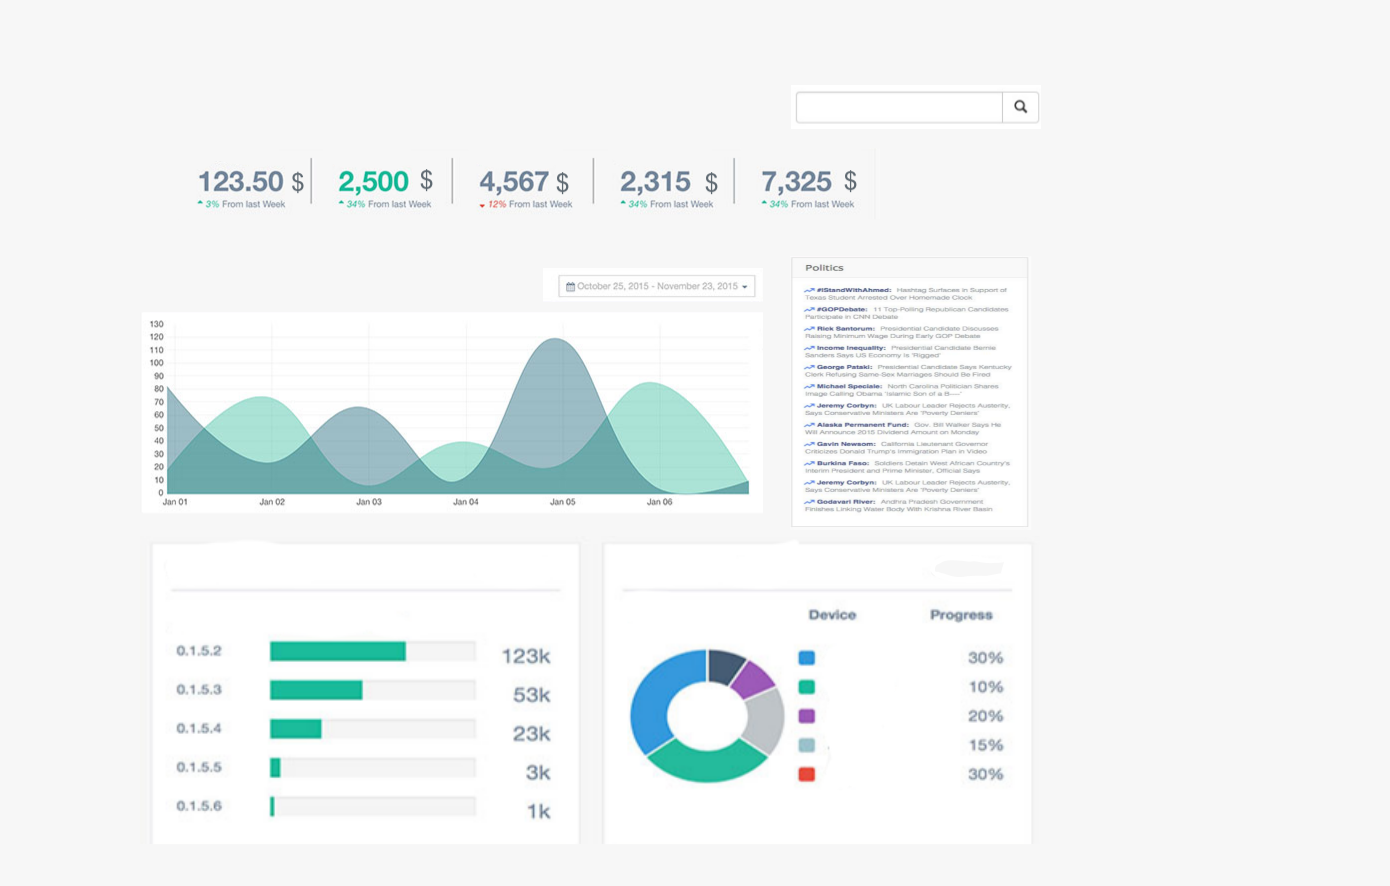 123.50 $
3% From last Week
2,500 $
34% From last Week
4,567 $
12% From last Week
2,315 $
34% From last Week
7,325 $
34% From last Week
October 25, 2015 - November 23, 2015
130
120
110
100
90
80
70
60
50
40
30
20
10
0
Jan 01 Jan 02 Jan 03 Jan 04 Jan 05 Jan 06
Politics
#IStandWithAhmed: Hashtag Surfaces in Support of
Texas Student Arrested Over Homemade Clock
#GOPDebate: 11 Top-Polling Republican Candidates
Participate in CNN Debate
Rick Santorum: Presidential Candidate Discusses
Raising Minimum Wage During Early GOP Debate
Income Inequality: Presidential Candidate Bernie
Sanders Says US Economy Is 'Rigged'
George Pataki: Presidential Candidate Says Kentucky
Clerk Refusing Same-Sex Marriages Should Be Fired
Michael Speciale: North Carolina Politician Shares
Image Calling Obama 'Islamic Son of a B----'
Jeremy Corbyn: UK Labour Leader Rejects Austerity,
Says Conservative Ministers Are 'Poverty Deniers'
Alaska Permanent Fund: Gov. Bill Walker Says He
Will Announce 2015 Dividend Amount on Monday
Gavin Newsom: California Lieutenant Governor
Criticizes Donald Trump's Immigration Plan in Video
Burkina Faso: Soldiers Detain West African Country's
Interim President and Prime Minister, Official Says
Jeremy Corbyn: UK Labour Leader Rejects Austerity,
Says Conservative Ministers Are 'Poverty Deniers'
Godavari River: Andhra Pradesh Government
Finishes Linking Water Body With Krishna River Basin
0.1.5.2 123k
0.1.5.3 53k
0.1.5.4 23k
0.1.5.5 3k
0.1.5.6 1k
Device Progress
30%
10%
20%
15%
30%